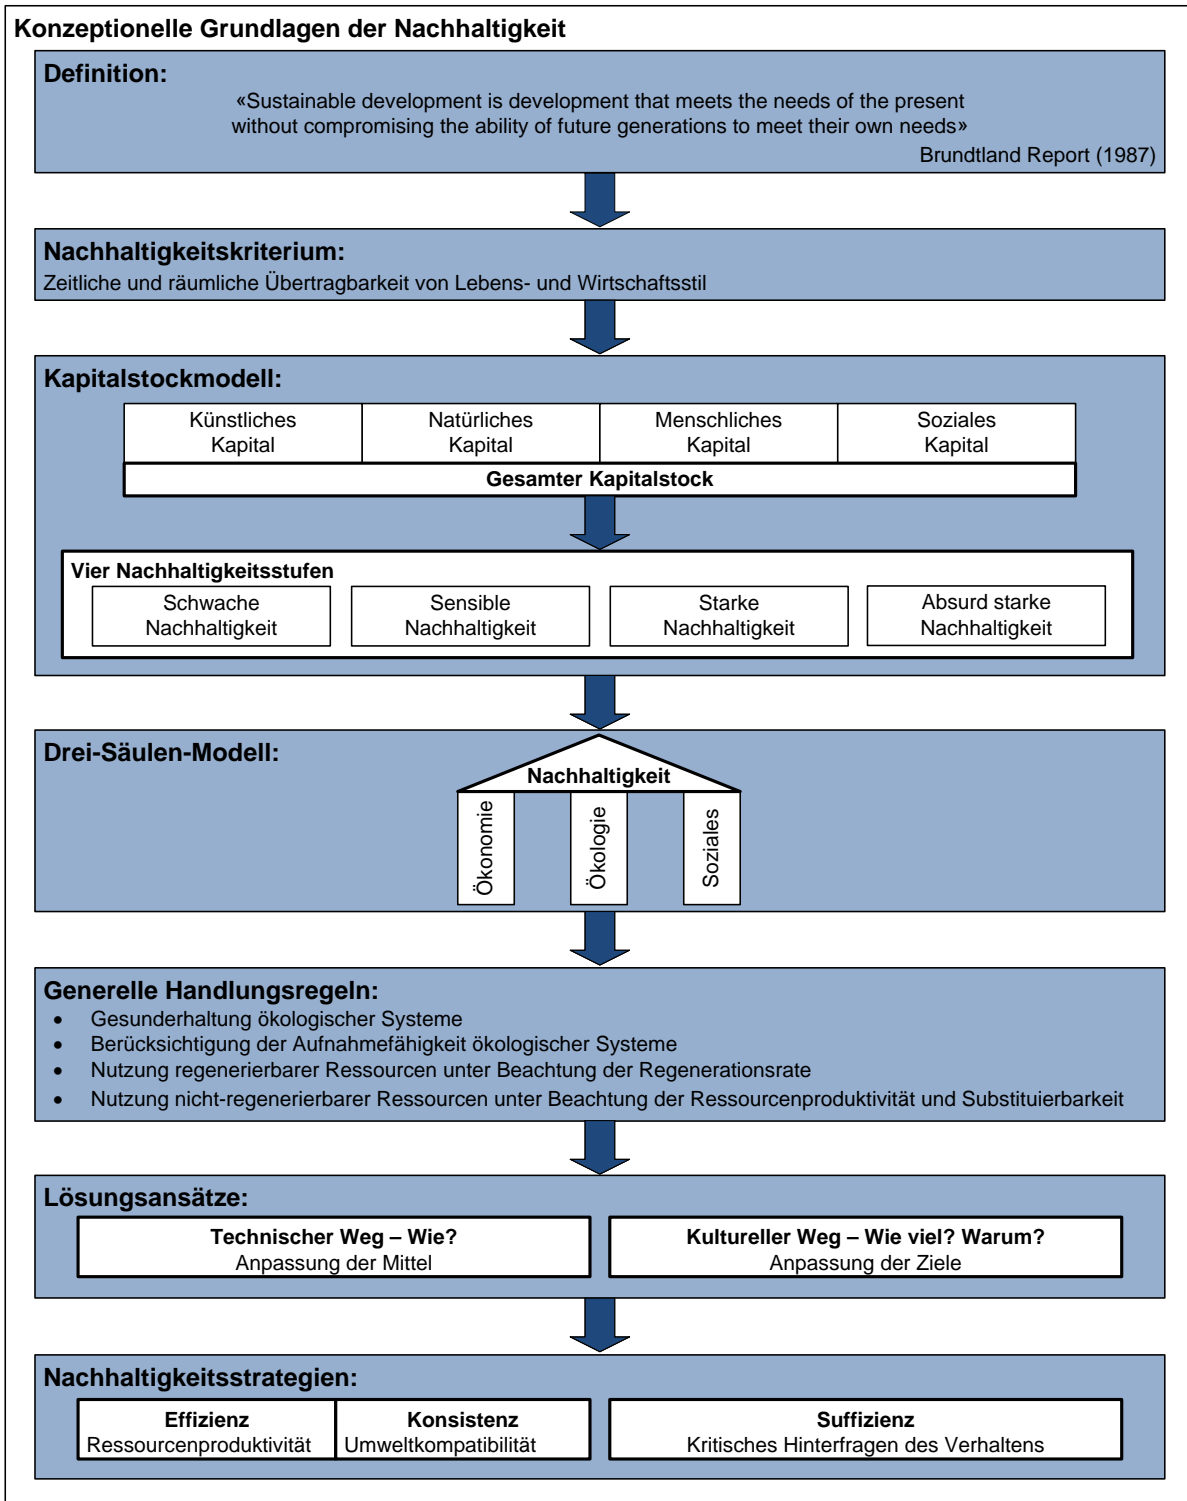 Konzeptionelle Grundlagen der Nachhaltigkeit
Definition:
«Sustainable development is development that meets the needs of the present
without compromising the ability of future generations to meet their own needs»
Brundtland Report (1987)
Nachhaltigkeitskriterium:
Zeitliche und räumliche Übertragbarkeit von Lebens- und Wirtschaftsstil
Kapitalstockmodell:
Künstliches
Kapital
Natürliches
Kapital
Menschliches
Kapital
Soziales
Kapital
Gesamter Kapitalstock
Vier Nachhaltigkeitsstufen
Schwache
Nachhaltigkeit
Sensible
Nachhaltigkeit
Starke
Nachhaltigkeit
Absurd starke
Nachhaltigkeit
Drei-Säulen-Modell:
Nachhaltigkeit
Ökonomie
Ökologie
Soziales
Generelle Handlungsregeln:
• Gesunderhaltung ökologischer Systeme
• Berücksichtigung der Aufnahmefähigkeit ökologischer Systeme
• Nutzung regenerierbarer Ressourcen unter Beachtung der Regenerationsrate
• Nutzung nicht-regenerierbarer Ressourcen unter Beachtung der Ressourcenproduktivität und Substituierbarkeit
Lösungsansätze:
Technischer Weg – Wie?
Anpassung der Mittel
Kultureller Weg – Wie viel? Warum?
Anpassung der Ziele
Nachhaltigkeitsstrategien:
Effizienz
Ressourcenproduktivität
Konsistenz
Umweltkompatibilität
Suffizienz
Kritisches Hinterfragen des Verhaltens